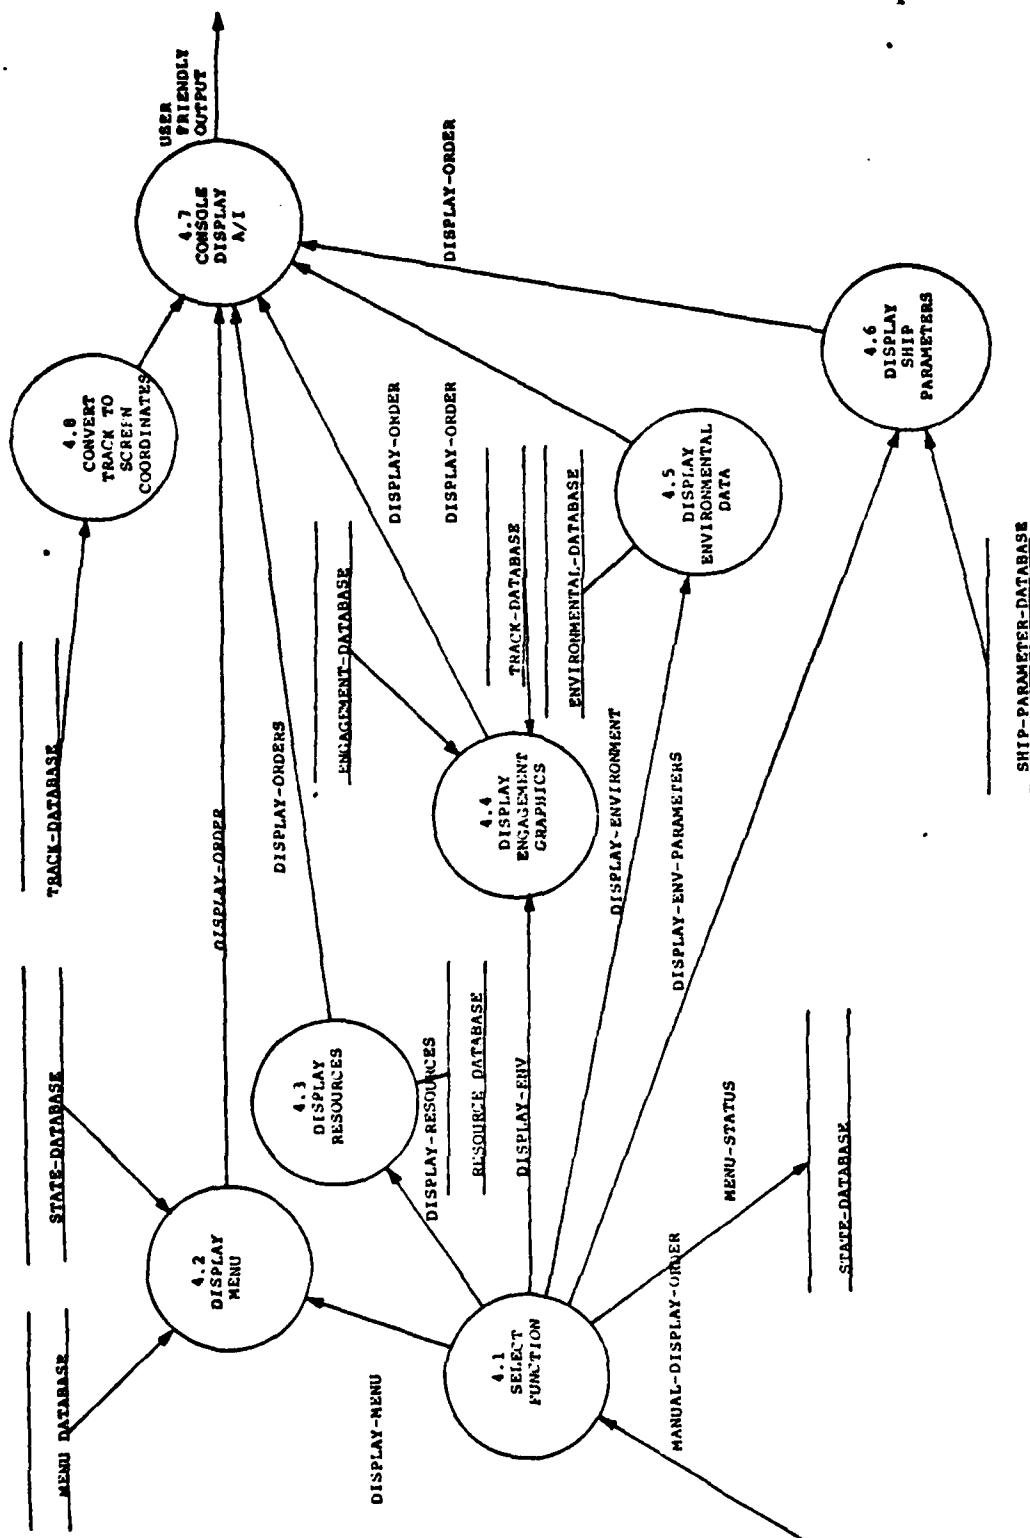 MENU DATABASE
STATE-DATABASE
TRACK-DATABASE
4.8
CONVERT
TRACK TO
SCREEN
COORDINATES
4.2
DISPLAY
MENU
DISPLAY-ORDER
4.7
CONSOLE
DISPLAY
A/I
USER
FRIENDLY
OUTPUT
DISPLAY-ORDERS
4.3
DISPLAY
RESOURCES
ENGAGEMENT-DATABASE
DISPLAY-MENU
DISPLAY-RESOURCES
RESOURCE DATABASE
DISPLAY-ORDER
DISPLAY-ORDER
DISPLAY-ORDER
4.1
SELECT
FUNCTION
DISPLAY-ENV
4.4
DISPLAY
ENGAGEMENT
GRAPHICS
TRACK-DATABASE
ENVIRONMENTAL-DATABASE
DISPLAY-ENVIRONMENT
4.5
DISPLAY
ENVIRONMENTAL
DATA
MANUAL-DISPLAY-ORDER
DISPLAY-ENV-PARAMETERS
MENU-STATUS
STATE-DATABASE
4.6
DISPLAY
SHIP
PARAMETERS
SHIP-PARAMETER-DATABASE